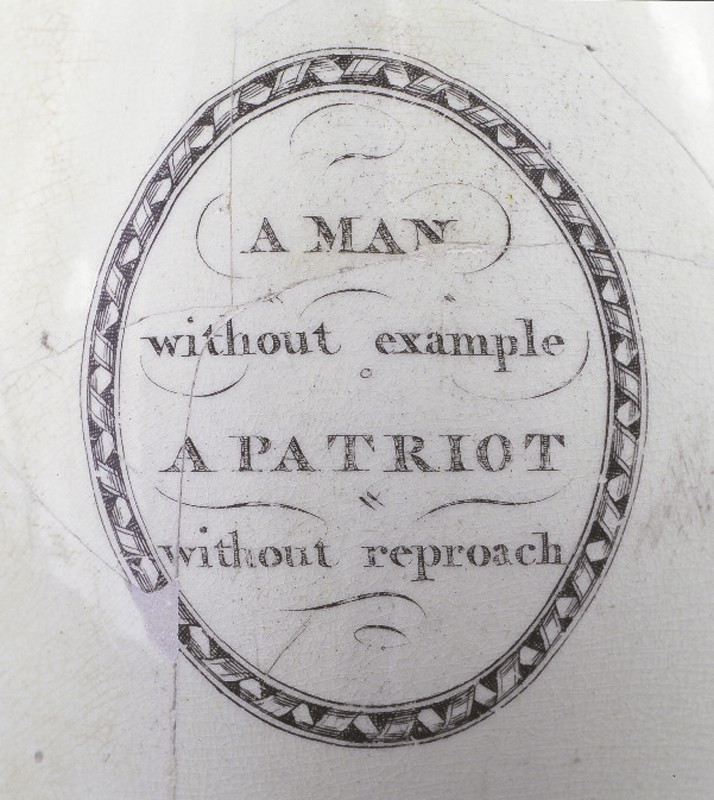 A MAN
without example
A PATRIOT
without reproach